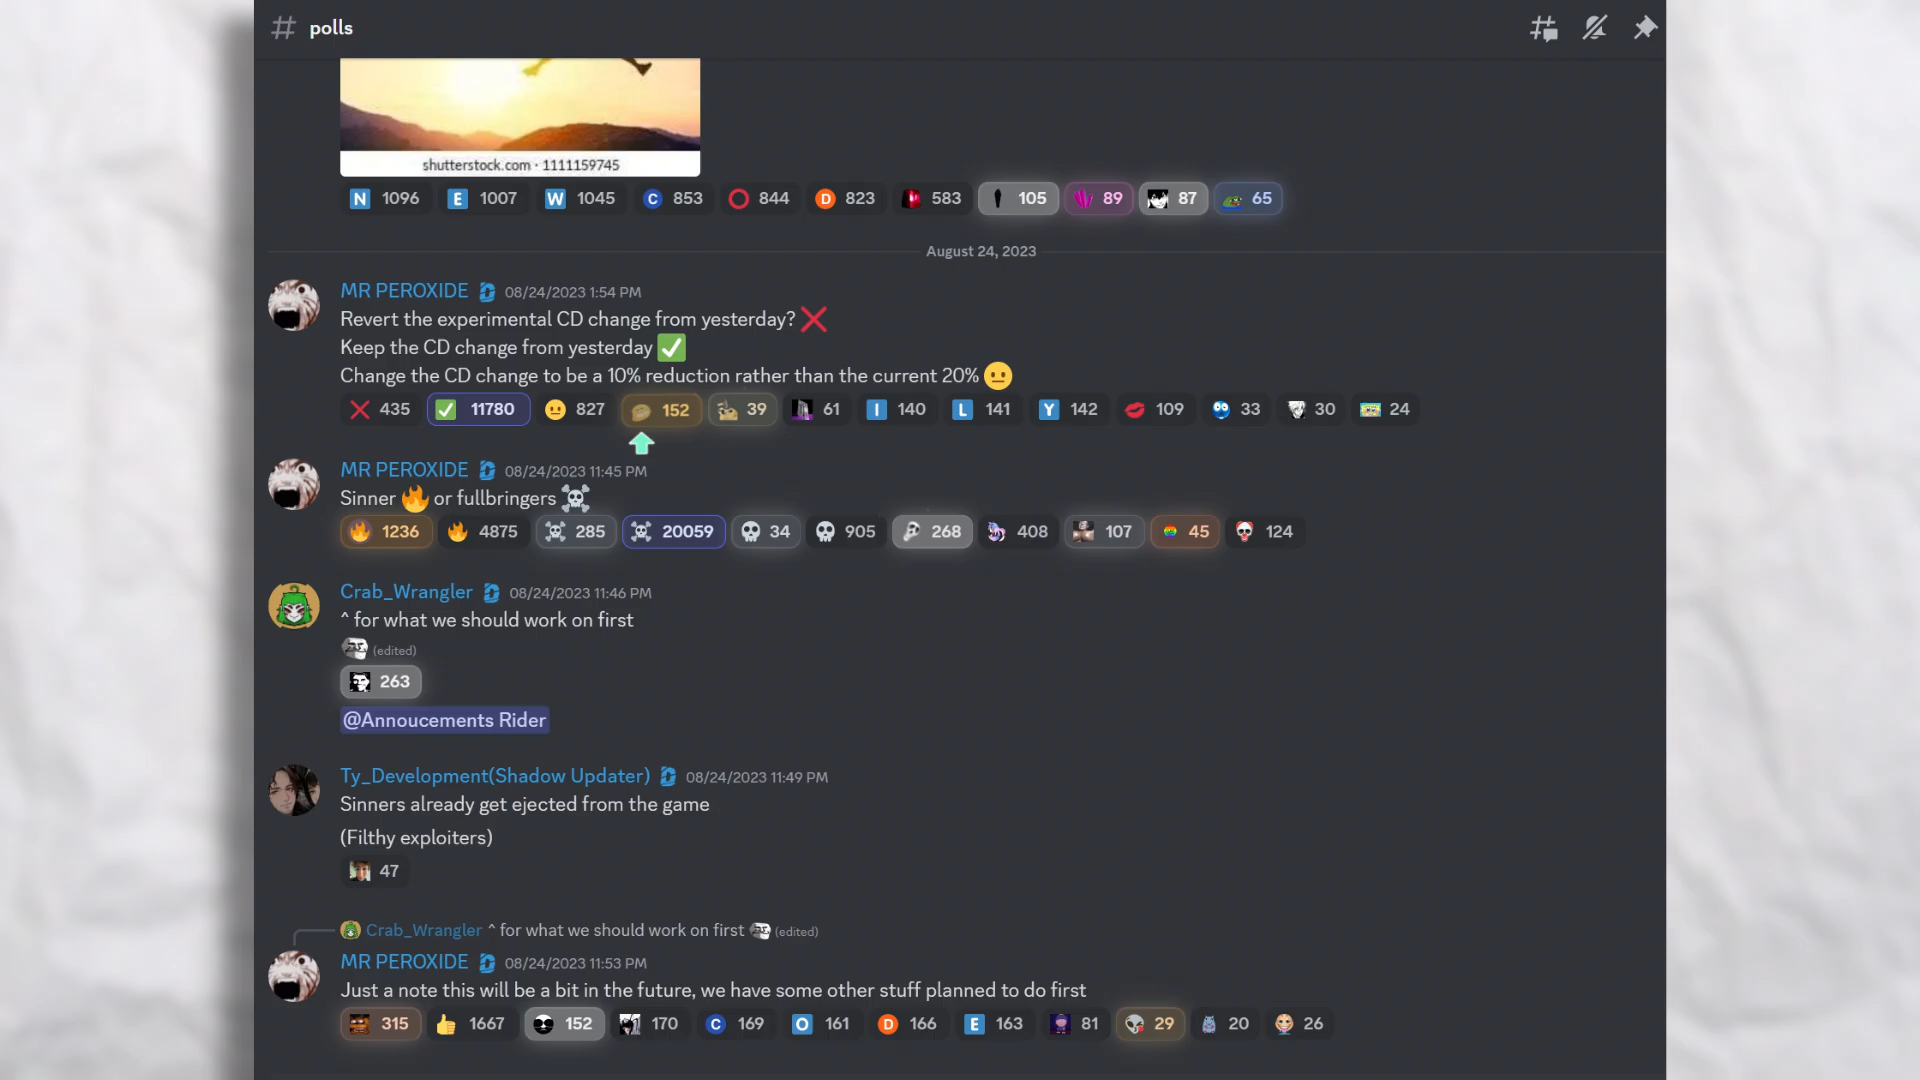 # polls
shutterstock.com · 1111159745
N 1096 E 1007 W 1045 C 853 844 D 823 583 105 89 87 65
August 24, 2023
MR PEROXIDE 08/24/2023 1:54 PM
Revert the experimental CD change from yesterday? ❌
Keep the CD change from yesterday ✅
Change the CD change to be a 10% reduction rather than the current 20% 😐
❌ 435 ✅ 11780 😐 827 152 39 61 I 140 L 141 Y 142 109 33 30 24
MR PEROXIDE 08/24/2023 11:45 PM
Sinner 🔥 or fullbringers ☠️
1236 4875 285 20059 34 905 268 408 107 45 124
Crab_Wrangler 08/24/2023 11:46 PM
^ for what we should work on first
(edited)
263
@Annoucements Rider
Ty_Development(Shadow Updater) 08/24/2023 11:49 PM
Sinners already get ejected from the game
(Filthy exploiters)
47
Crab_Wrangler ^ for what we should work on first (edited)
MR PEROXIDE 08/24/2023 11:53 PM
Just a note this will be a bit in the future, we have some other stuff planned to do first
315 1667 152 170 C 169 O 161 D 166 E 163 81 29 20 26